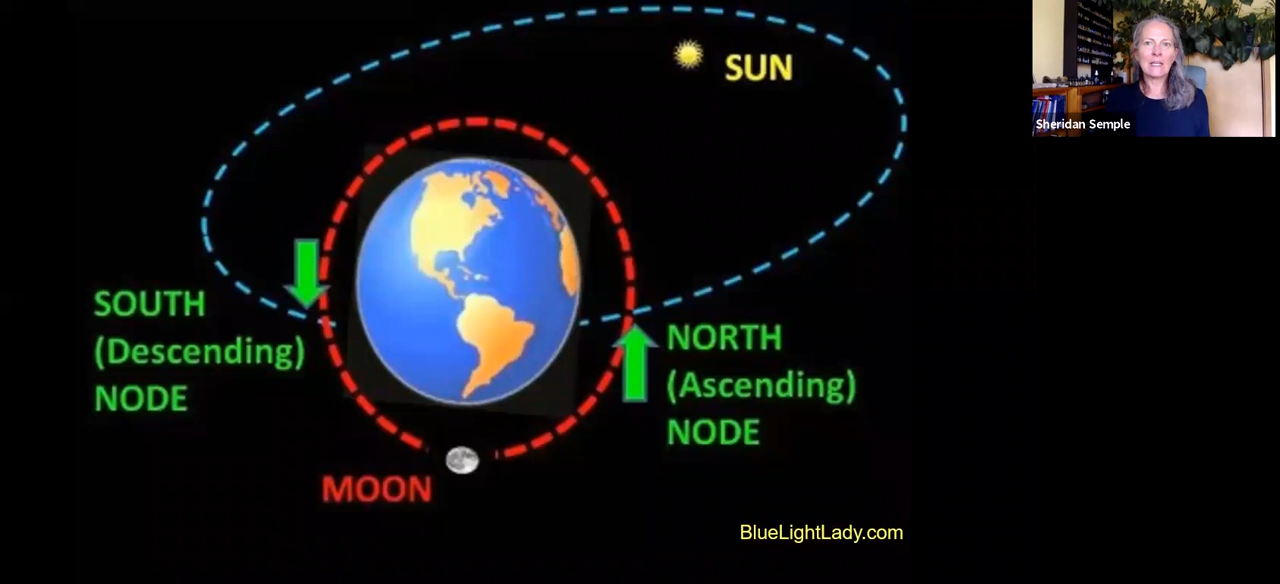 SUN
Sheridan Semple
SOUTH
(Descending)
NODE
NORTH
(Ascending)
NODE
MOON
BlueLightLady.com